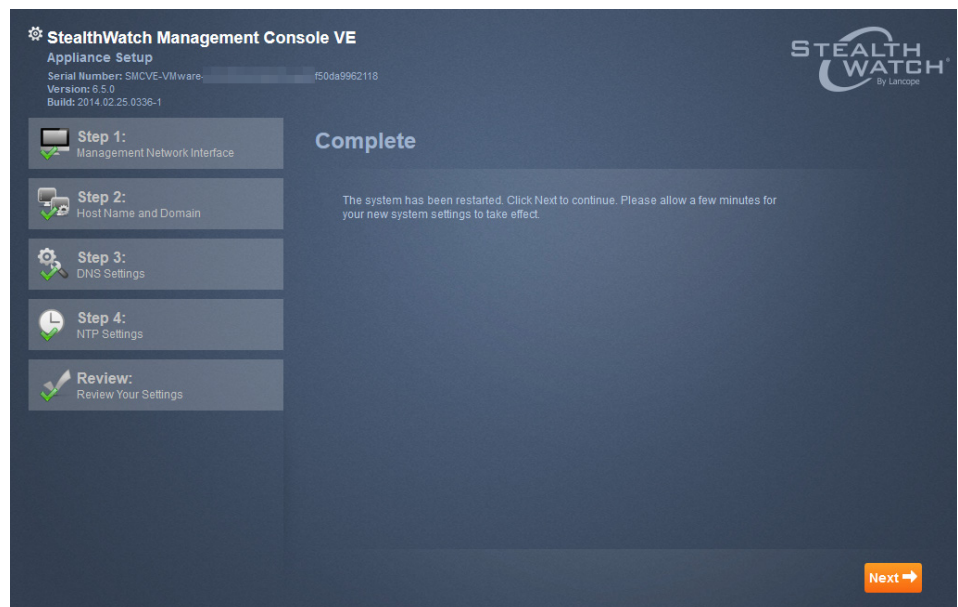 StealthWatch Management Console VE
Appliance Setup
Serial Number: SMCVE-VMware- f50da9962118
Version: 6.5.0
Build: 2014.02.25.0336-1
STEALTH
WATCH®
By Lancope
Step 1:
Management Network Interface
Step 2:
Host Name and Domain
Step 3:
DNS Settings
Step 4:
NTP Settings
Review:
Review Your Settings
Complete
The system has been restarted. Click Next to continue. Please allow a few minutes for
your new system settings to take effect.
Next